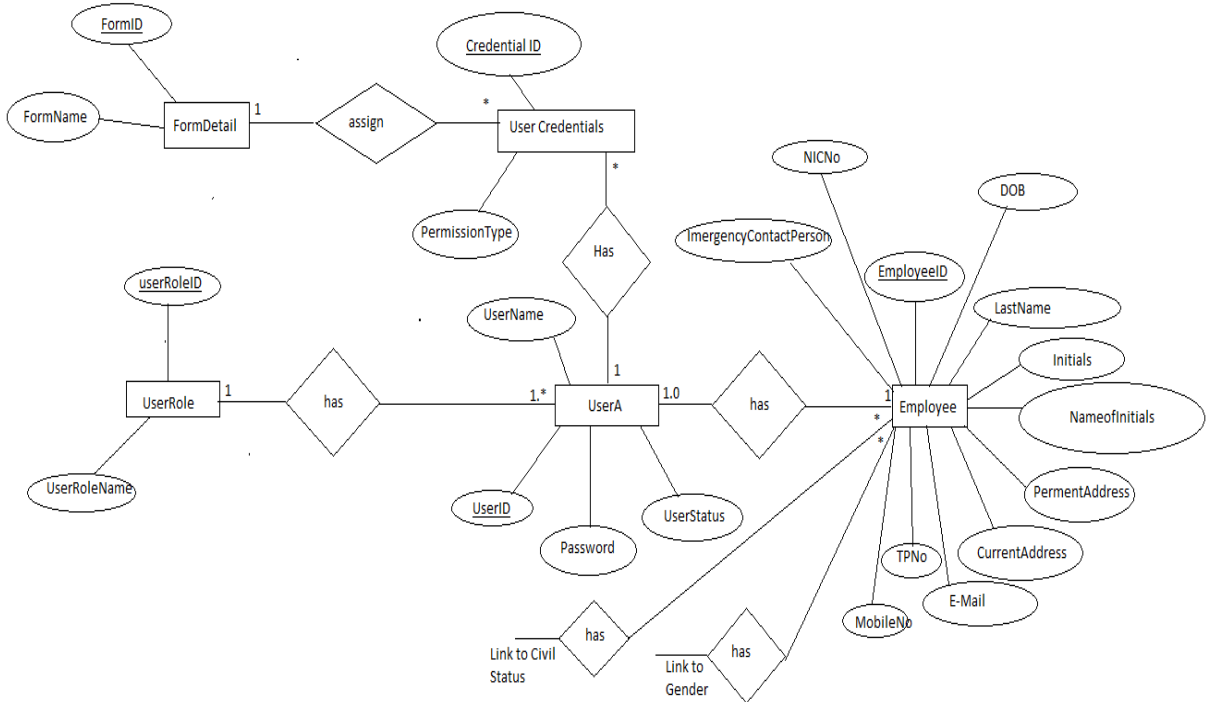 FormID
Credential ID
FormName
FormDetail
1
assign
*
User Credentials
NICNo
*
DOB
PermissionType
Has
ImergencyContactPerson
EmployeeID
userRoleID
UserName
LastName
Initials
1
UserRole
1
has
1.*
UserA
1.0
has
1
Employee
NameofInitials
*
*
UserRoleName
UserID
UserStatus
PermentAddress
Password
TPNo
CurrentAddress
E-Mail
MobileNo
has
Link to Civil
Status
has
Link to
Gender